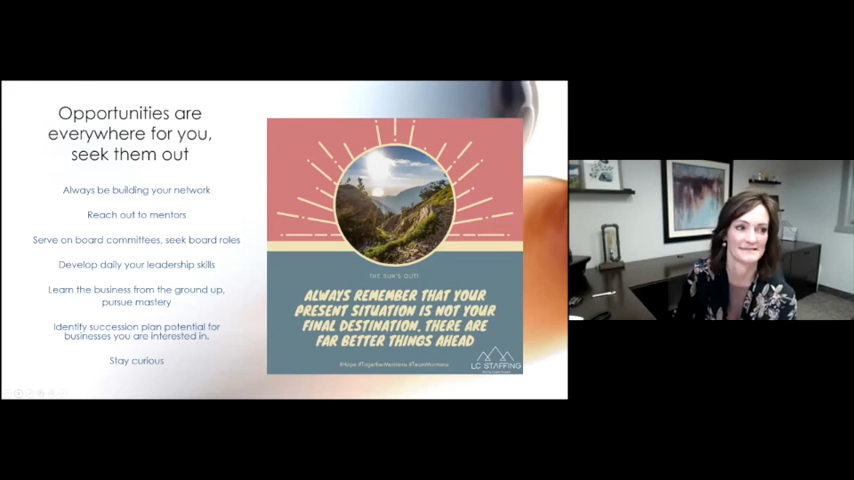 Opportunities are
everywhere for you,
seek them out
Always be building your network
Reach out to mentors
Serve on board committees, seek board roles
Develop daily your leadership skills
Learn the business from the ground up,
pursue mastery
Identify succession plan potential for
businesses you are interested in.
Stay curious
THE SUN'S OUT!
ALWAYS REMEMBER THAT YOUR
PRESENT SITUATION IS NOT YOUR
FINAL DESTINATION. THERE ARE
FAR BETTER THINGS AHEAD
#Hope #TogetherMontana #TeamMontana
LC STAFFING